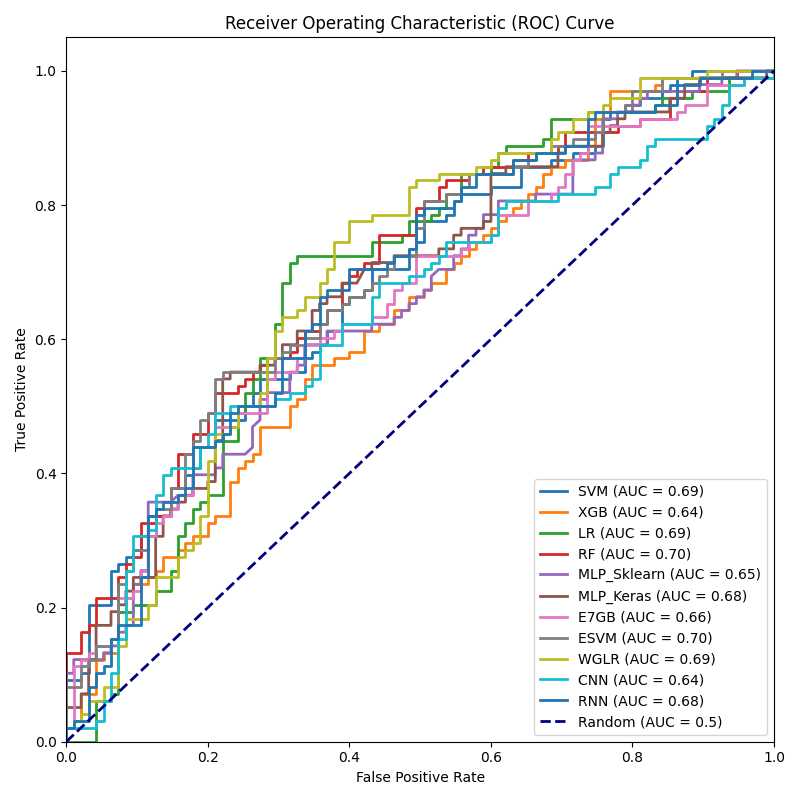 Receiver Operating Characteristic (ROC) Curve
True Positive Rate
1.0
0.8
0.6
0.4
0.2
0.0
0.0 0.2 0.4 0.6 0.8 1.0
False Positive Rate
SVM (AUC = 0.69)
XGB (AUC = 0.64)
LR (AUC = 0.69)
RF (AUC = 0.70)
MLP_Sklearn (AUC = 0.65)
MLP_Keras (AUC = 0.68)
E7GB (AUC = 0.66)
ESVM (AUC = 0.70)
WGLR (AUC = 0.69)
CNN (AUC = 0.64)
RNN (AUC = 0.68)
Random (AUC = 0.5)